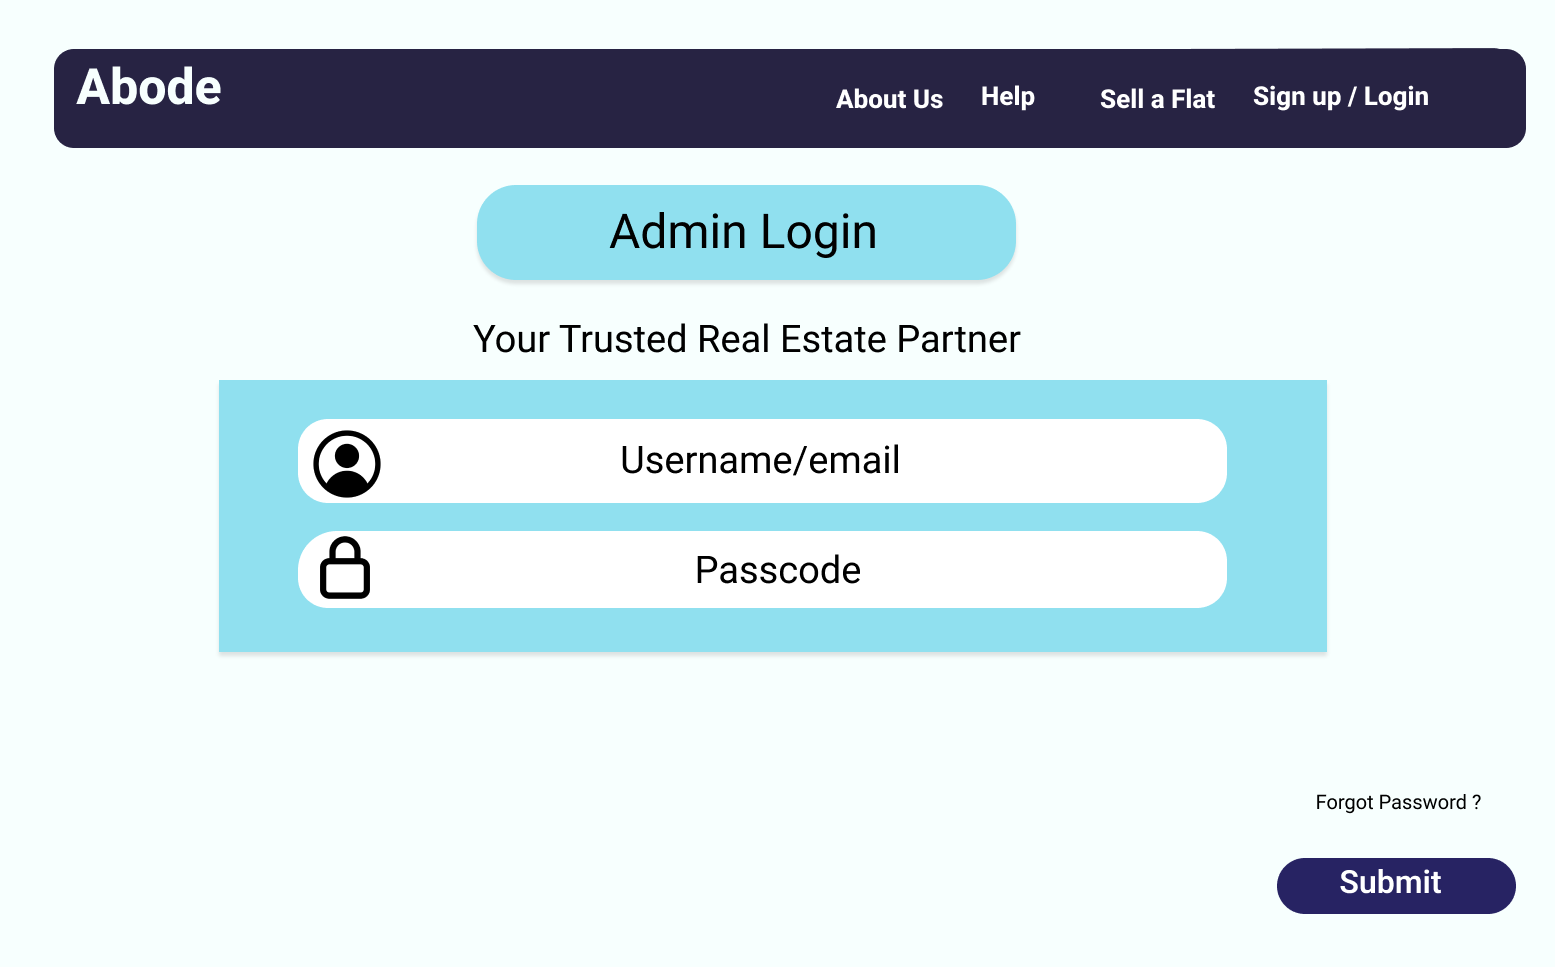 Abode
About Us
Help
Sell a Flat
Sign up / Login
Admin Login
Your Trusted Real Estate Partner
Username/email
Passcode
Forgot Password ?
Submit